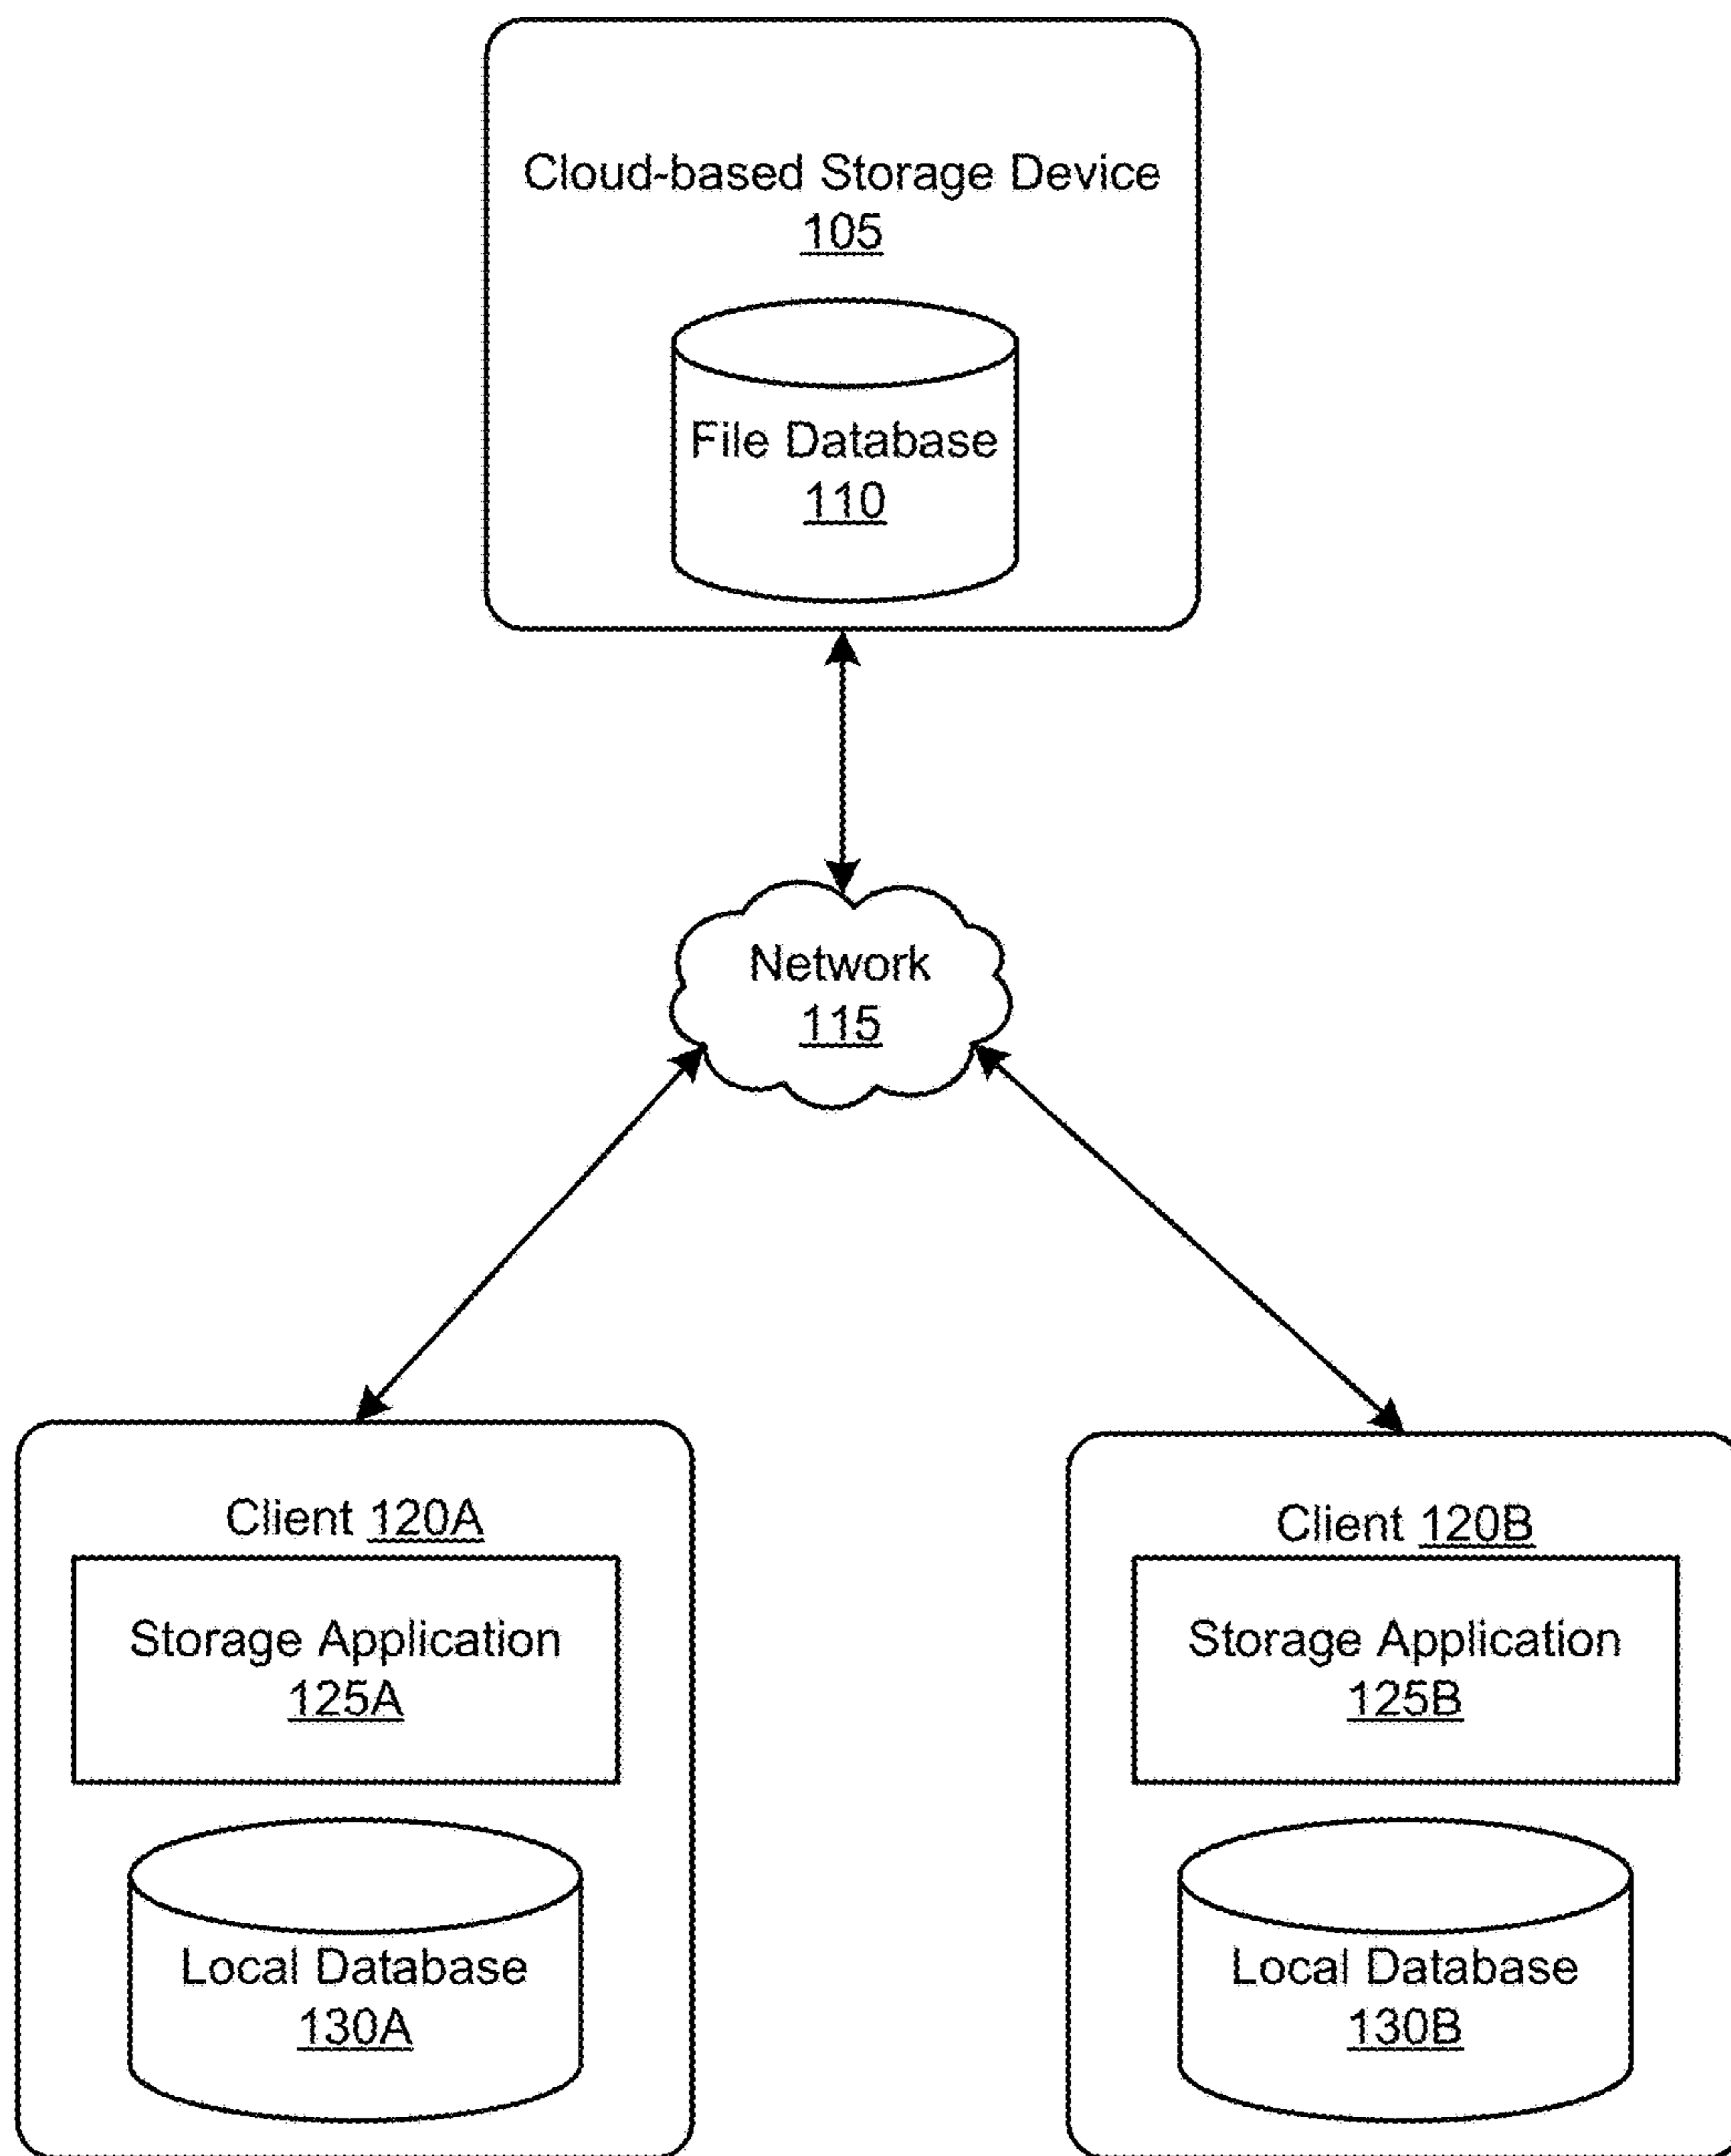 Cloud-based Storage Device
105
File Database
110
Network
115
Client 120A
Storage Application
125A
Local Database
130A
Client 120B
Storage Application
125B
Local Database
130B